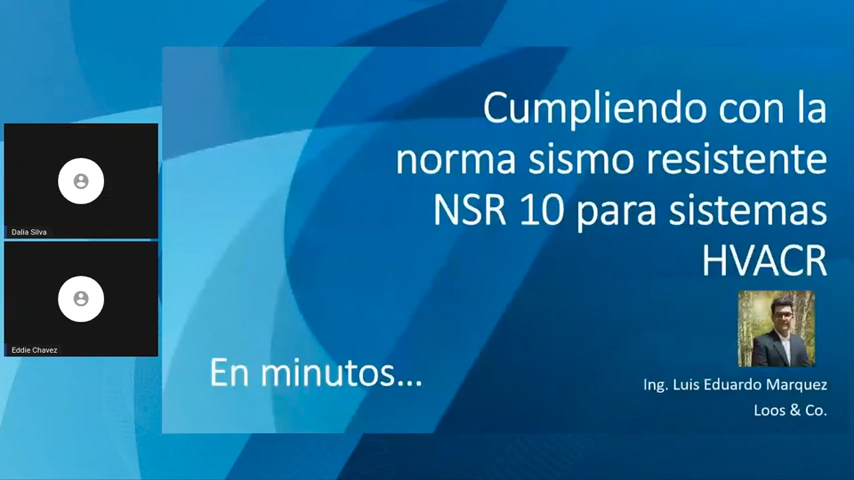 Cumpliendo con la
norma sismo resistente
NSR 10 para sistemas
HVACR
Dalia Silva
Eddie Chavez
En minutos...
Ing. Luis Eduardo Marquez
Loos & Co.